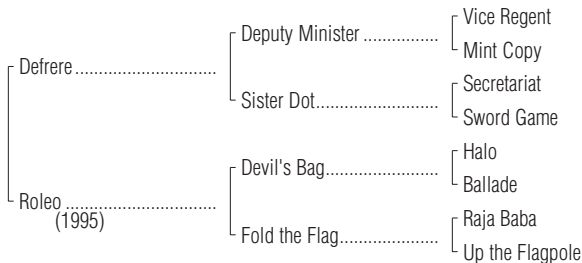 Vice Regent
Deputy Minister ..................
Mint Copy
Defrere ..............................
Secretariat
Sister Dot..........................
Sword Game
Halo
Devil's Bag........................
Ballade
Roleo ................................
(1995)
Raja Baba
Fold the Flag.....................
Up the Flagpole